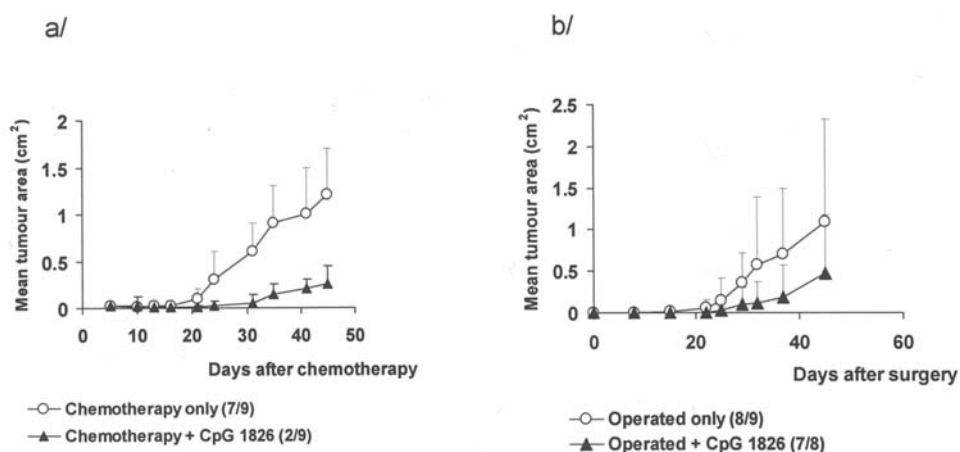 a/
Mean tumour area (cm²)
2
1.5
1
0.5
0
0
10
20
30
40
50
Days after chemotherapy
Chemotherapy only (7/9)
Chemotherapy + CpG 1826 (2/9)
b/
Mean tumour area (cm²)
2.5
2
1.5
1
0.5
0
0
20
40
60
Days after surgery
Operated only (8/9)
Operated + CpG 1826 (7/8)